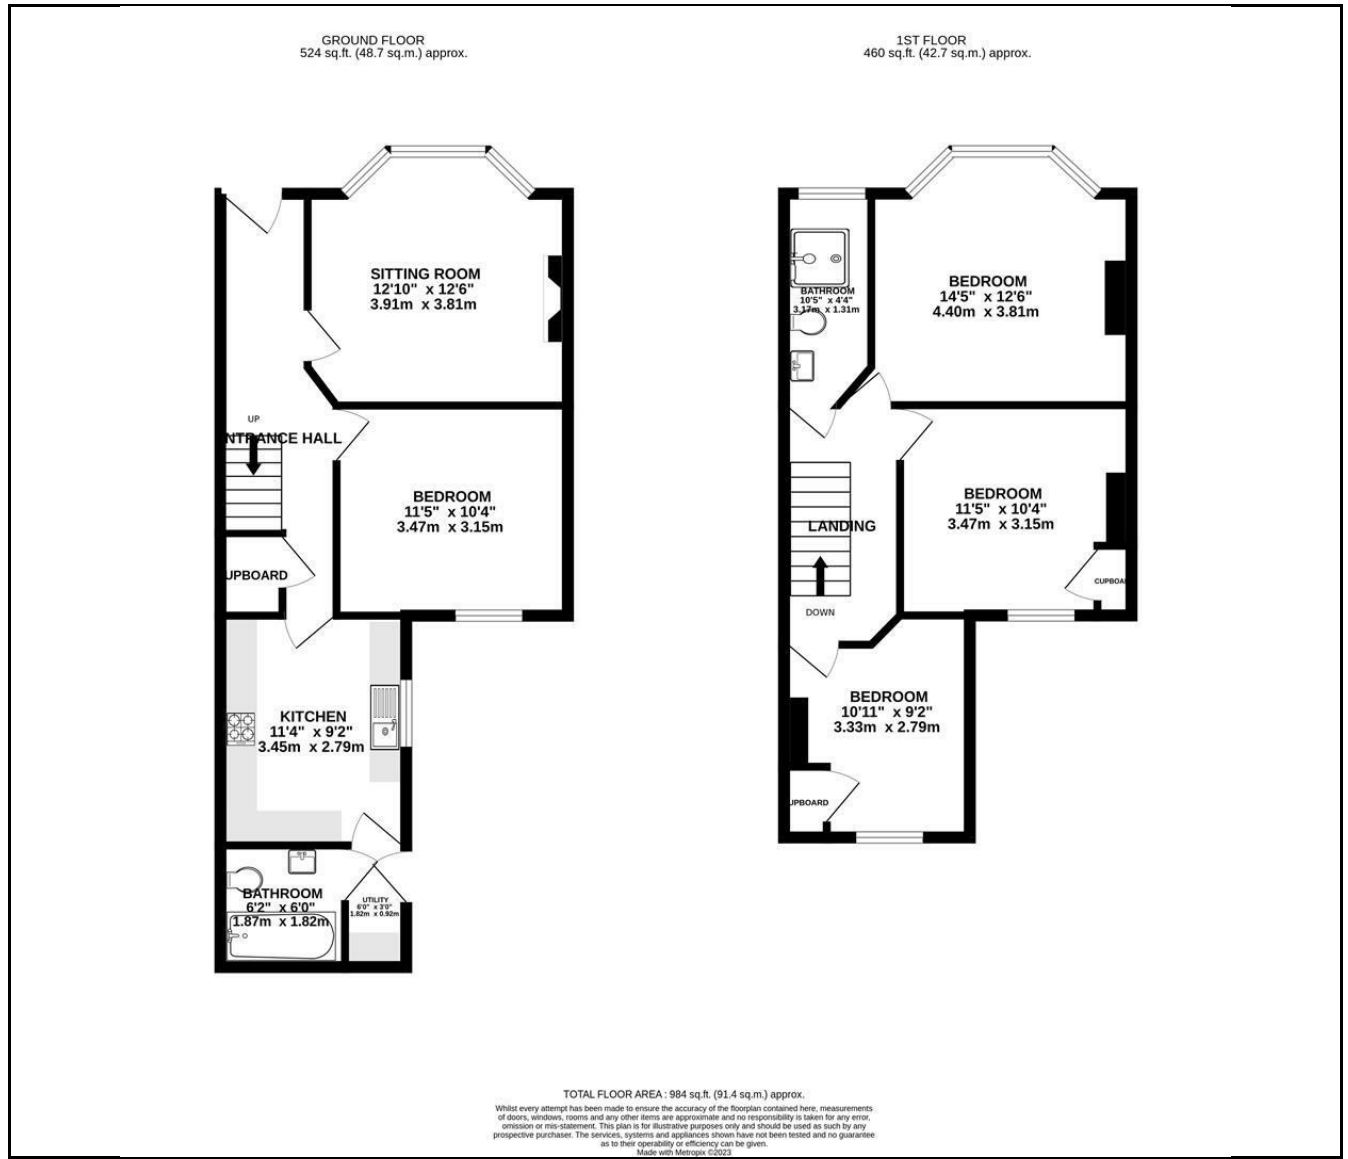 GROUND FLOOR
524 sq.ft. (48.7 sq.m.) approx.
1ST FLOOR
460 sq.ft. (42.7 sq.m.) approx.
SITTING ROOM
12'10" x 12'6"
3.91m x 3.81m
UP
NTRANCE HALL
BEDROOM
11'5" x 10'4"
3.47m x 3.15m
UPBOARD
KITCHEN
11'4" x 9'2"
3.45m x 2.79m
BATHROOM
6'2" x 6'0"
1.87m x 1.82m
UTILITY
6'0" x 3'0"
1.82m x 0.92m
BATHROOM
10'5" x 4'4"
3.17m x 1.31m
BEDROOM
14'5" x 12'6"
4.40m x 3.81m
BEDROOM
11'5" x 10'4"
3.47m x 3.15m
LANDING
CUPBOA
DOWN
BEDROOM
10'11" x 9'2"
3.33m x 2.79m
UPBOARD
TOTAL FLOOR AREA : 984 sq.ft. (91.4 sq.m.) approx.
Whilst every attempt has been made to ensure the accuracy of the floorplan contained here, measurements
of doors, windows, rooms and any other items are approximate and no responsibility is taken for any error,
omission or mis-statement. This plan is for illustrative purposes only and should be used as such by any
prospective purchaser. The services, systems and appliances shown have not been tested and no guarantee
as to their operability or efficiency can be given.
Made with Metropix ©2023